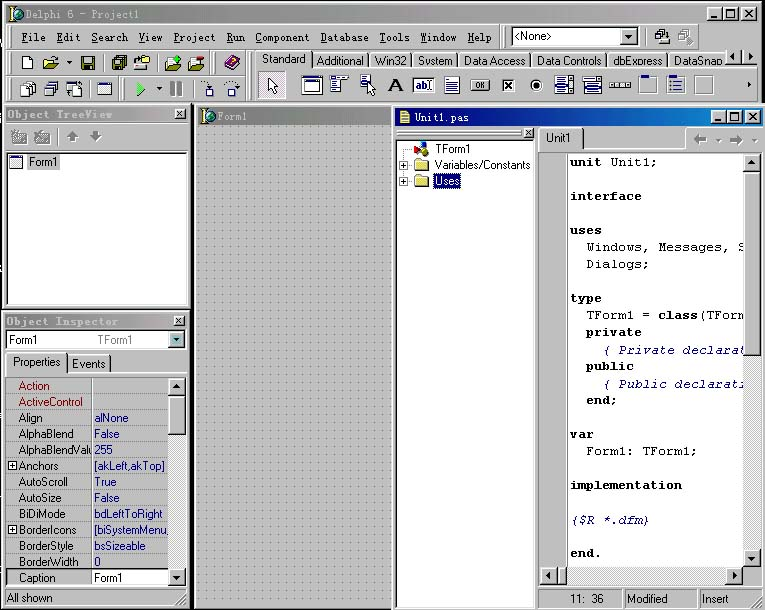 Delphi 6 - Project1
File Edit Search View Project Run Component Database Tools Window Help
<None>
Standard Additional Win32 System Data Access Data Controls dbExpress DataSnap
A ab OK
Object TreeView
Form1
Object Inspector
Form1 TForm1
Properties Events
Action
ActiveControl
Align alNone
AlphaBlend False
AlphaBlendValu 255
Anchors [akLeft,akTop]
AutoScroll True
AutoSize False
BiDiMode bdLeftToRight
BorderIcons [biSystemMenu,
BorderStyle bsSizeable
BorderWidth 0
Caption Form1
All shown
Form1
Unit1.pas
TForm1
Variables/Constants
Uses
Unit1
unit Unit1;
interface
uses
Windows, Messages, S
Dialogs;
type
TForm1 = class(TForm
private
{ Private declarat
public
{ Public declarati
end;
var
Form1: TForm1;
implementation
{$R *.dfm}
end.
11: 36 Modified Insert